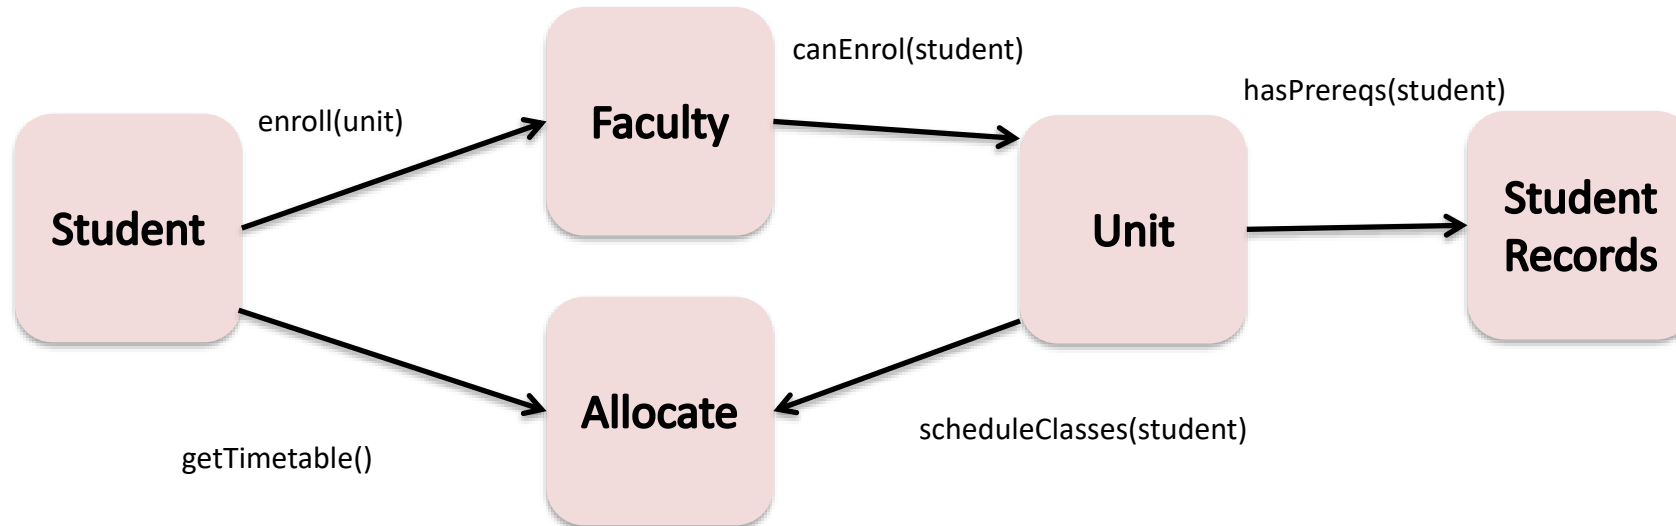 canEnrol(student)
hasPrereqs(student)
enroll(unit)
Faculty
Student
Unit
Student
Records
Allocate
scheduleClasses(student)
getTimetable()